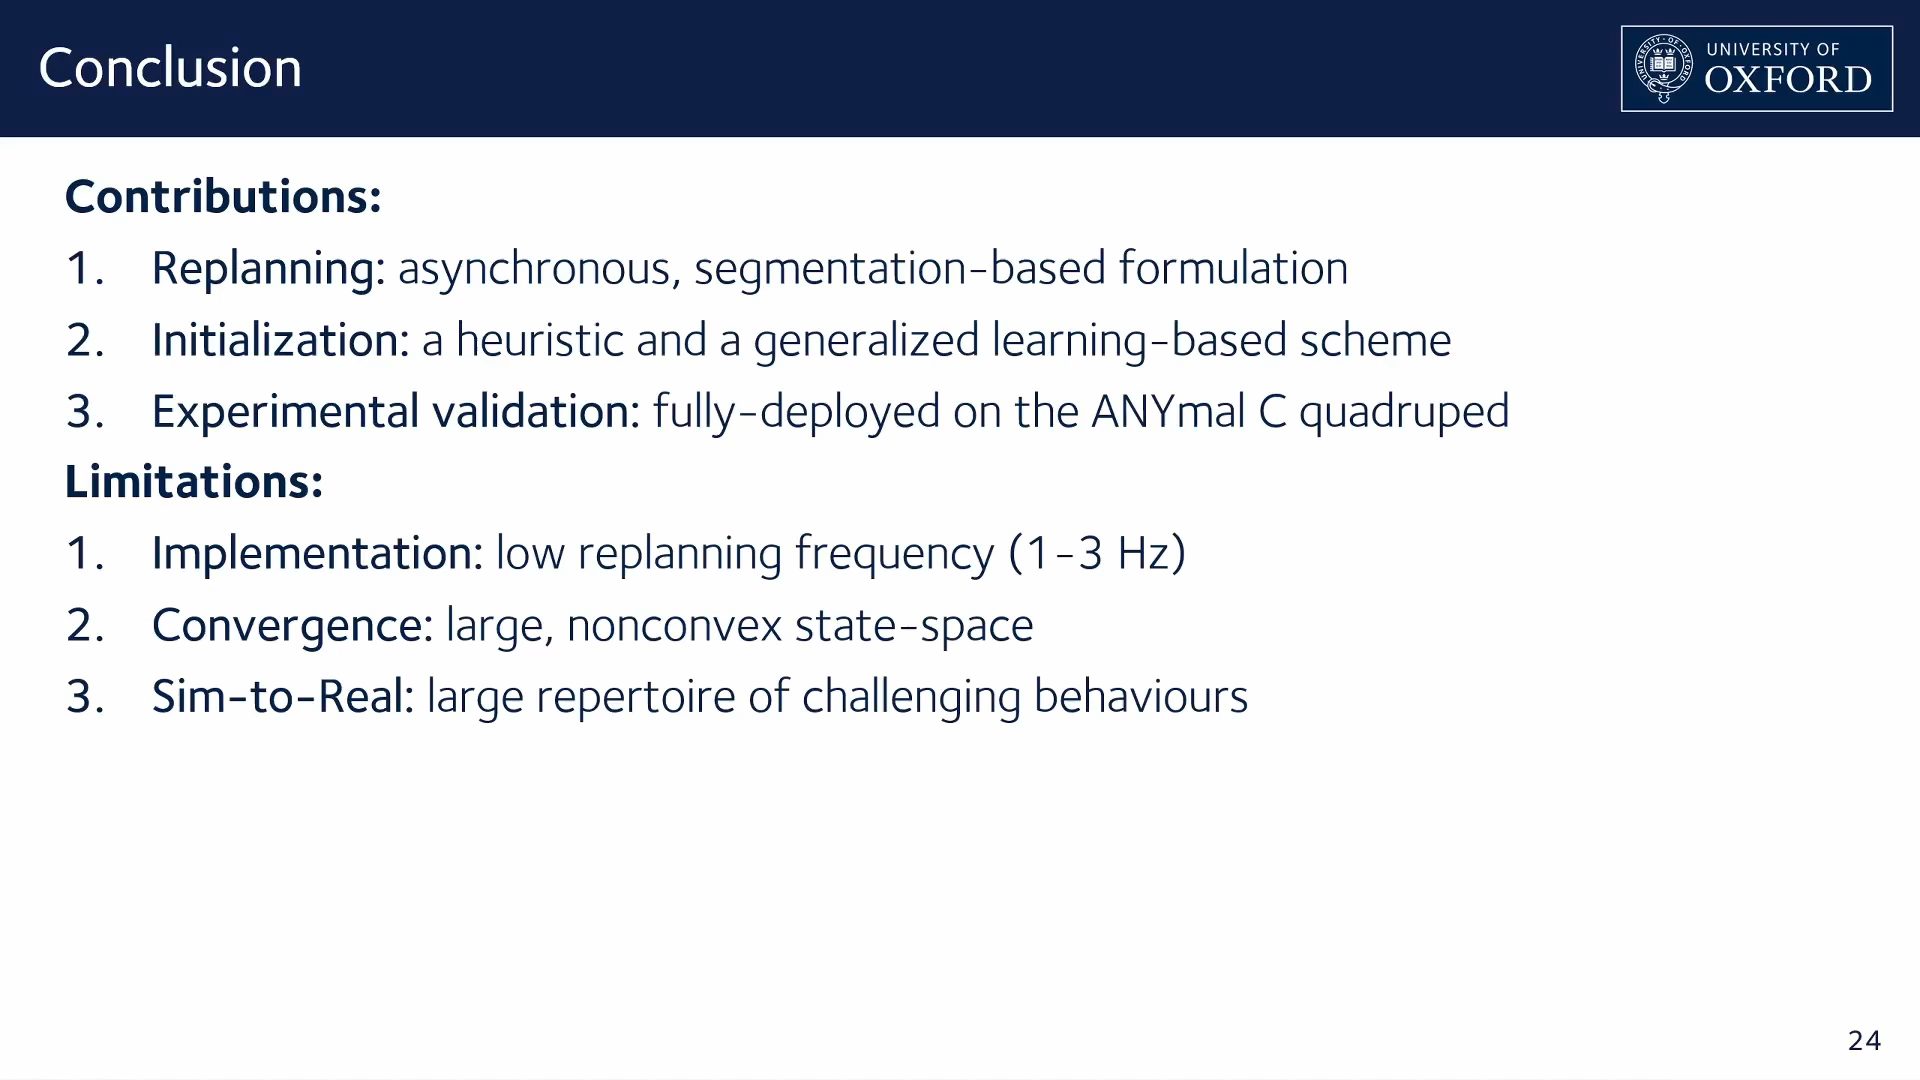 Conclusion
UNIVERSITY OF
OXFORD
Contributions:
1. Replanning: asynchronous, segmentation-based formulation
2. Initialization: a heuristic and a generalized learning-based scheme
3. Experimental validation: fully-deployed on the ANYmal C quadruped
Limitations:
1. Implementation: low replanning frequency (1-3 Hz)
2. Convergence: large, nonconvex state-space
3. Sim-to-Real: large repertoire of challenging behaviours
24